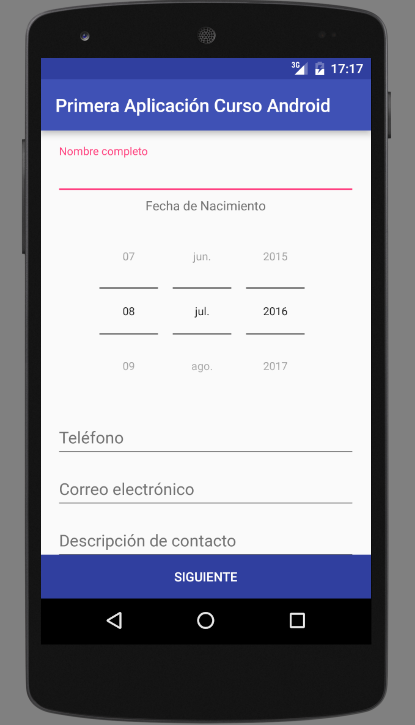 3G 17:17
Primera Aplicación Curso Android
Nombre completo
Fecha de Nacimiento
07 jun. 2015
08 jul. 2016
09 ago. 2017
Teléfono
Correo electrónico
Descripción de contacto
SIGUIENTE